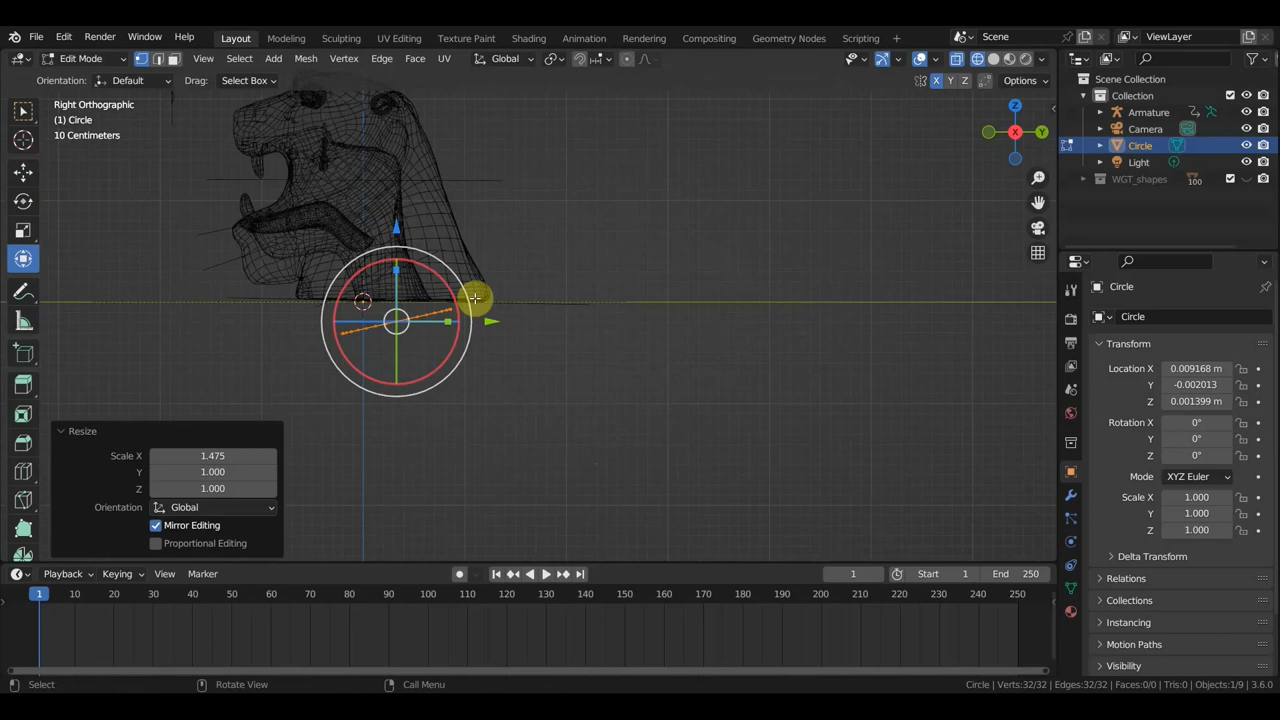 File Edit Render Window Help Layout Modeling Sculpting UV Editing Texture Paint Shading Animation Rendering Compositing Geometry Nodes Scripting + Scene ViewLayer
Edit Mode View Select Add Mesh Vertex Edge Face UV Global
Orientation: Default Drag: Select Box X Y Z Options
Right Orthographic
(1) Circle
10 Centimeters
Z
X
Y
Scene Collection
Collection
Armature
Camera
Circle
Light
WGT_shapes 100
Circle
Circle
Transform
Location X 0.009168 m
Y -0.002013
Z 0.001399 m
Rotation X 0°
Y 0°
Z 0°
Mode XYZ Euler
Scale X 1.000
Y 1.000
Z 1.000
Delta Transform
Relations
Collections
Instancing
Motion Paths
Visibility
Resize
Scale X 1.475
Y 1.000
Z 1.000
Orientation Global
Mirror Editing
Proportional Editing
Playback Keying View Marker 1 Start 1 End 250
1 10 20 30 40 50 60 70 80 90 100 110 120 130 140 150 160 170 180 190 200 210 220 230 240 250
Select Rotate View Call Menu Circle | Verts:32/32 | Edges:32/32 | Faces:0/0 | Tris:0 | Objects:1/9 | 3.6.0